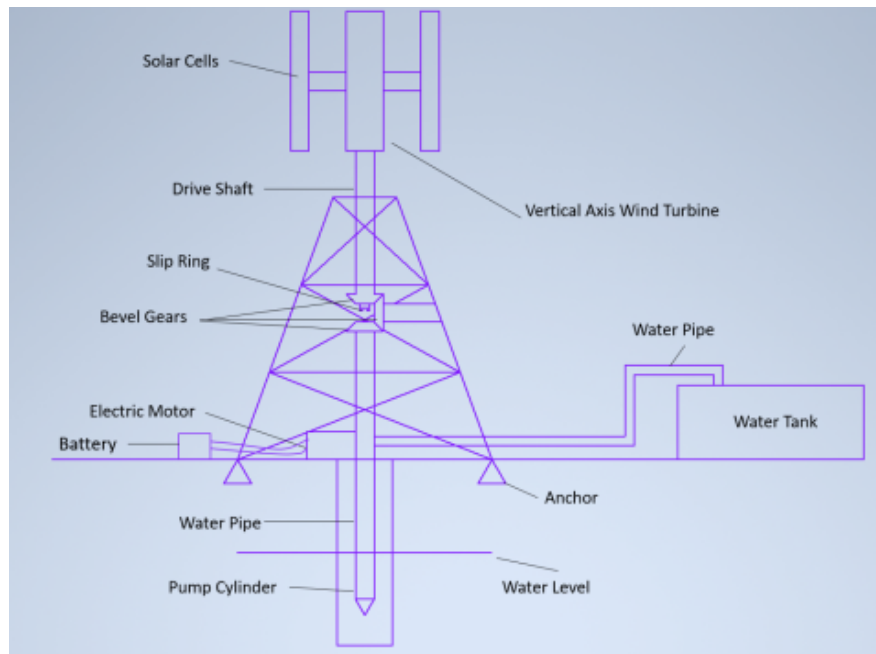 Solar Cells
Drive Shaft
Vertical Axis Wind Turbine
Slip Ring
Bevel Gears
Water Pipe
Electric Motor
Water Tank
Battery
Anchor
Water Pipe
Pump Cylinder
Water Level